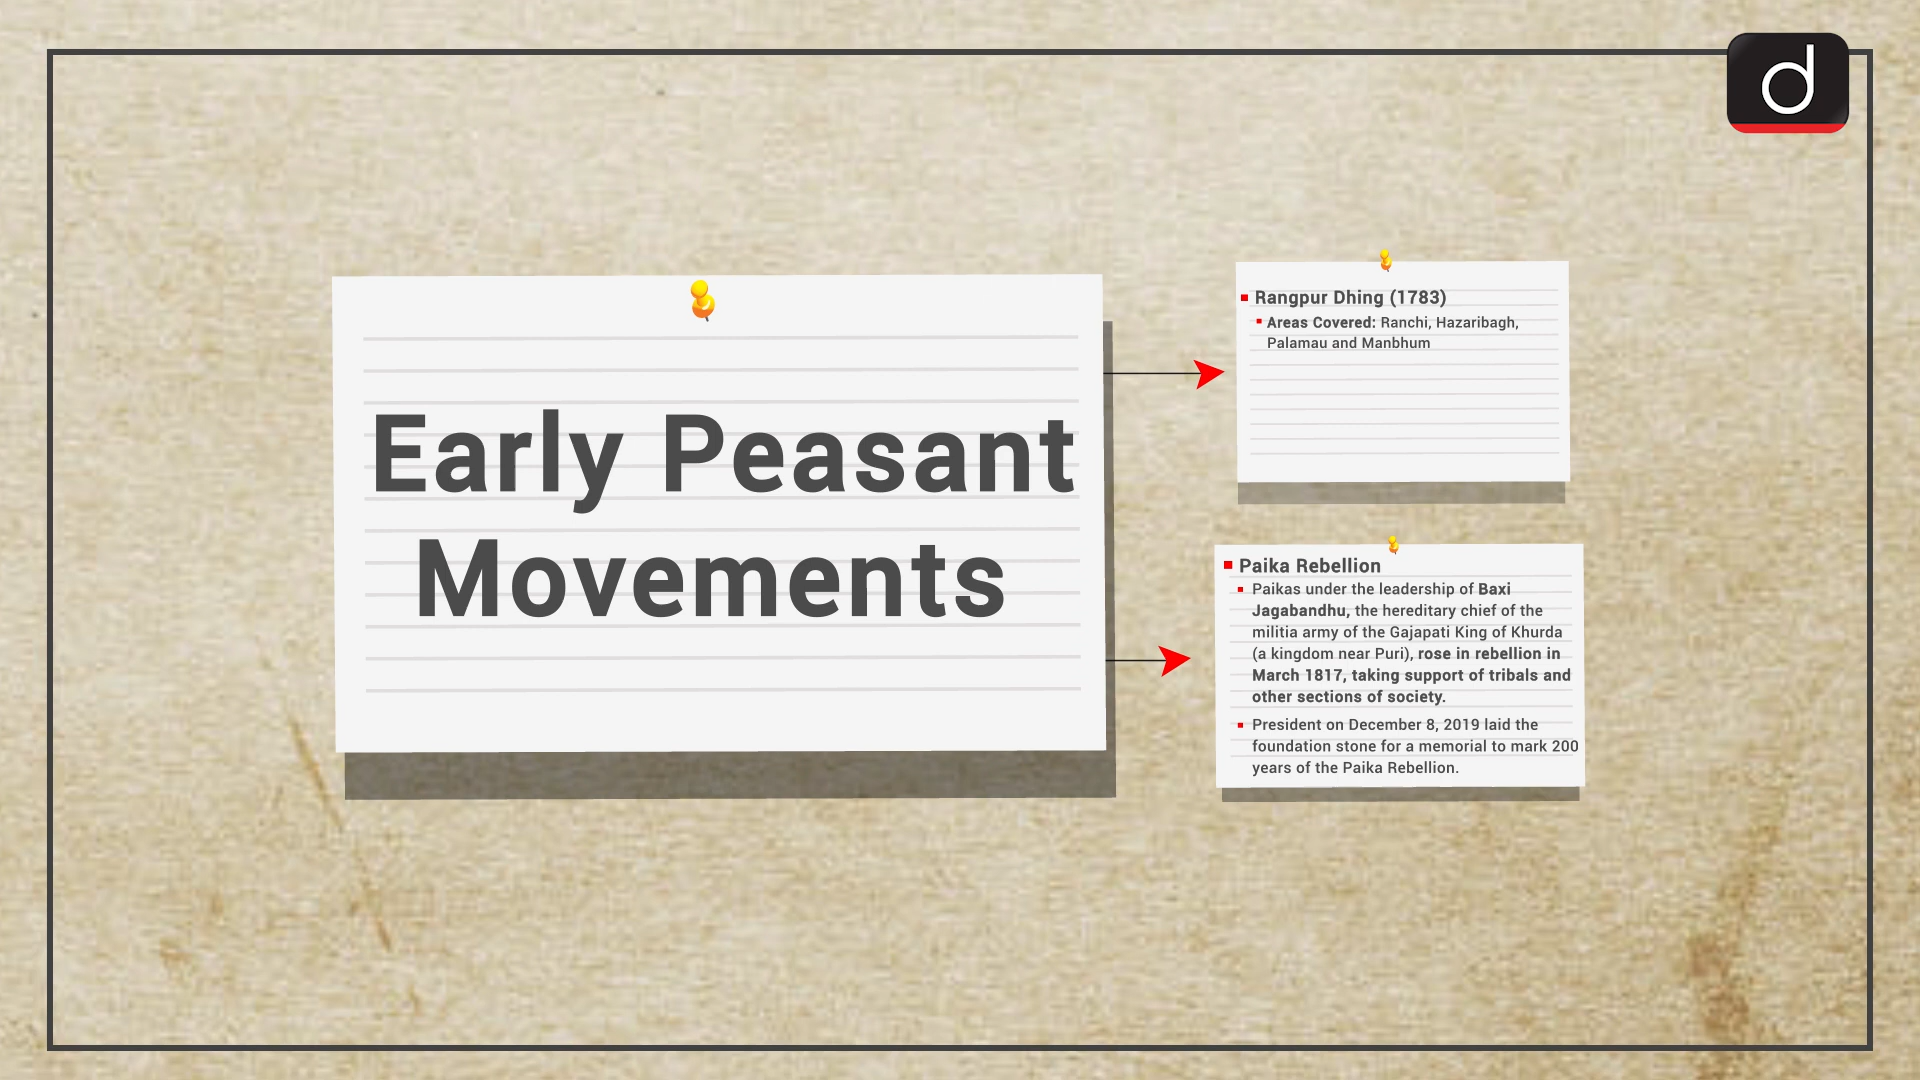 d
Early Peasant
Movements
Rangpur Dhing (1783)
Areas Covered: Ranchi, Hazaribagh,
Palamau and Manbhum
Paika Rebellion
Paikas under the leadership of Baxi
Jagabandhu, the hereditary chief of the
militia army of the Gajapati King of Khurda
(a kingdom near Puri), rose in rebellion in
March 1817, taking support of tribals and
other sections of society.
President on December 8, 2019 laid the
foundation stone for a memorial to mark 200
years of the Paika Rebellion.